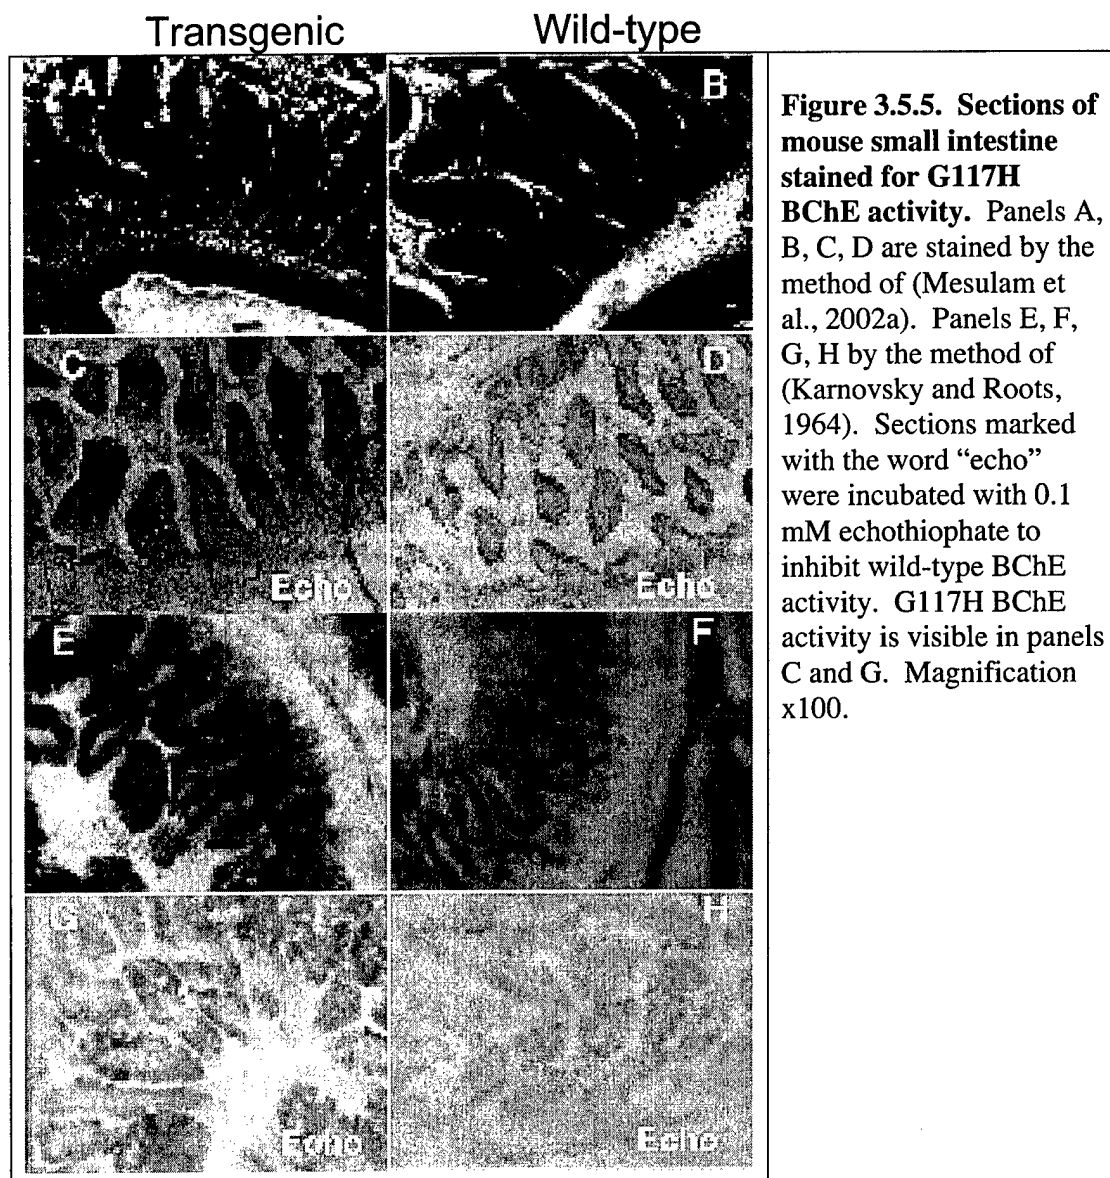 Transgenic Wild-type
A B
C D
Echo Echo
E F
G H
Echo Echo
Figure 3.5.5. Sections of
mouse small intestine
stained for G117H
BChE activity. Panels A,
B, C, D are stained by the
method of (Mesulam et
al., 2002a). Panels E, F,
G, H by the method of
(Karnovsky and Roots,
1964). Sections marked
with the word “echo”
were incubated with 0.1
mM echothiophate to
inhibit wild-type BChE
activity. G117H BChE
activity is visible in panels
C and G. Magnification
x100.